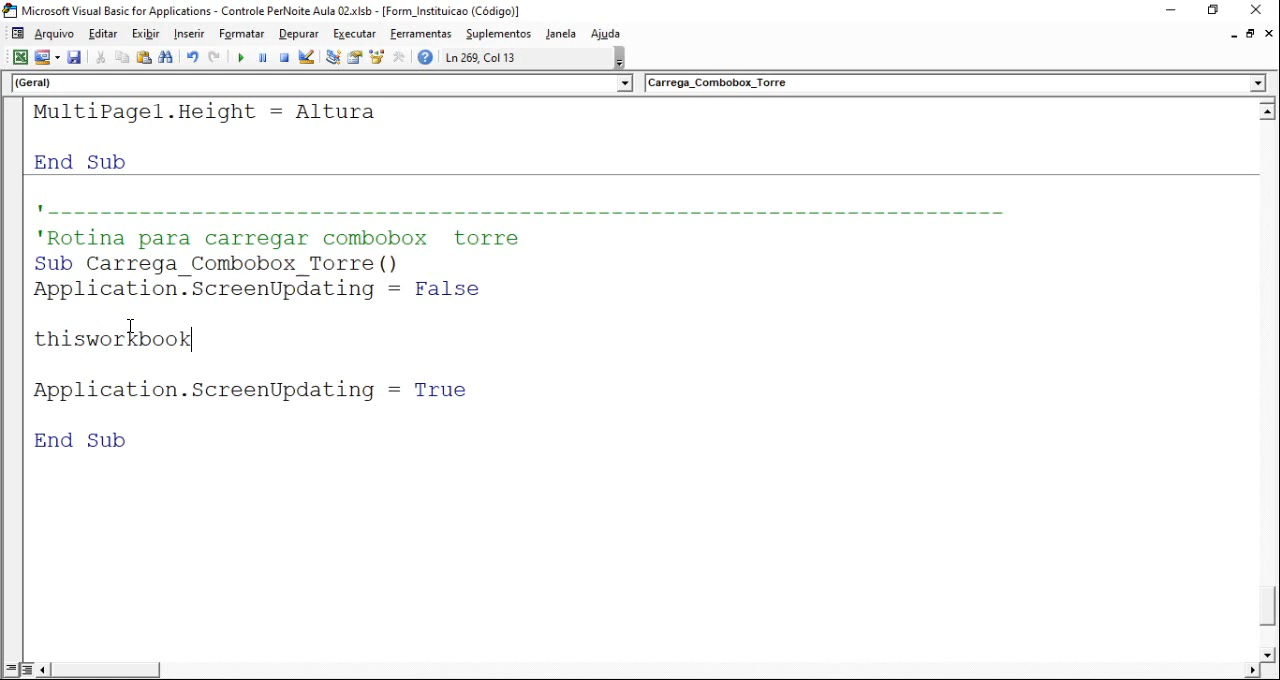 Microsoft Visual Basic for Applications - Controle PerNoite Aula 02.xlsb - [Form_Instituicao (Código)]
Arquivo Editar Exibir Inserir Formatar Depurar Executar Ferramentas Suplementos Janela Ajuda
Ln 269, Col 13
(Geral) Carrega_Combobox_Torre
MultiPage1.Height = Altura
End Sub
'-------------------------------------------------------------------------
'Rotina para carregar combobox  torre
Sub Carrega_Combobox_Torre()
Application.ScreenUpdating = False
thisworkbook
Application.ScreenUpdating = True
End Sub